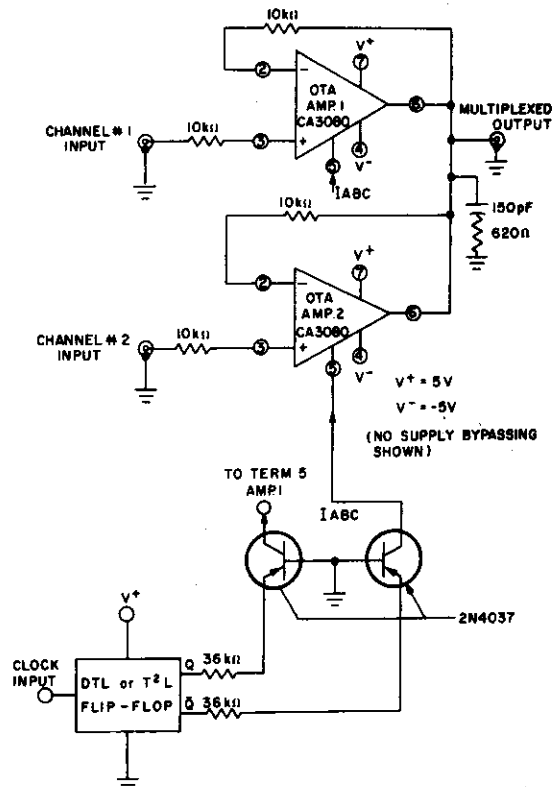 10kΩ
V+
②
⑦
OTA
AMP.1
CA3080
⑥
MULTIPLEXED
OUTPUT
CHANNEL #1
INPUT
10kΩ
③
④
V-
⑤
IABC
10kΩ
150pF
620Ω
V+
②
⑦
OTA
AMP.2
CA3080
⑥
CHANNEL #2
INPUT
10kΩ
③
④
V-
⑤
V+ = 5V
V- = -5V
(NO SUPPLY BYPASSING
SHOWN)
TO TERM 5
AMP.1
IABC
2N4037
V+
CLOCK
INPUT
DTL or T²L
FLIP-FLOP
Q 36kΩ
Q̄ 36kΩ